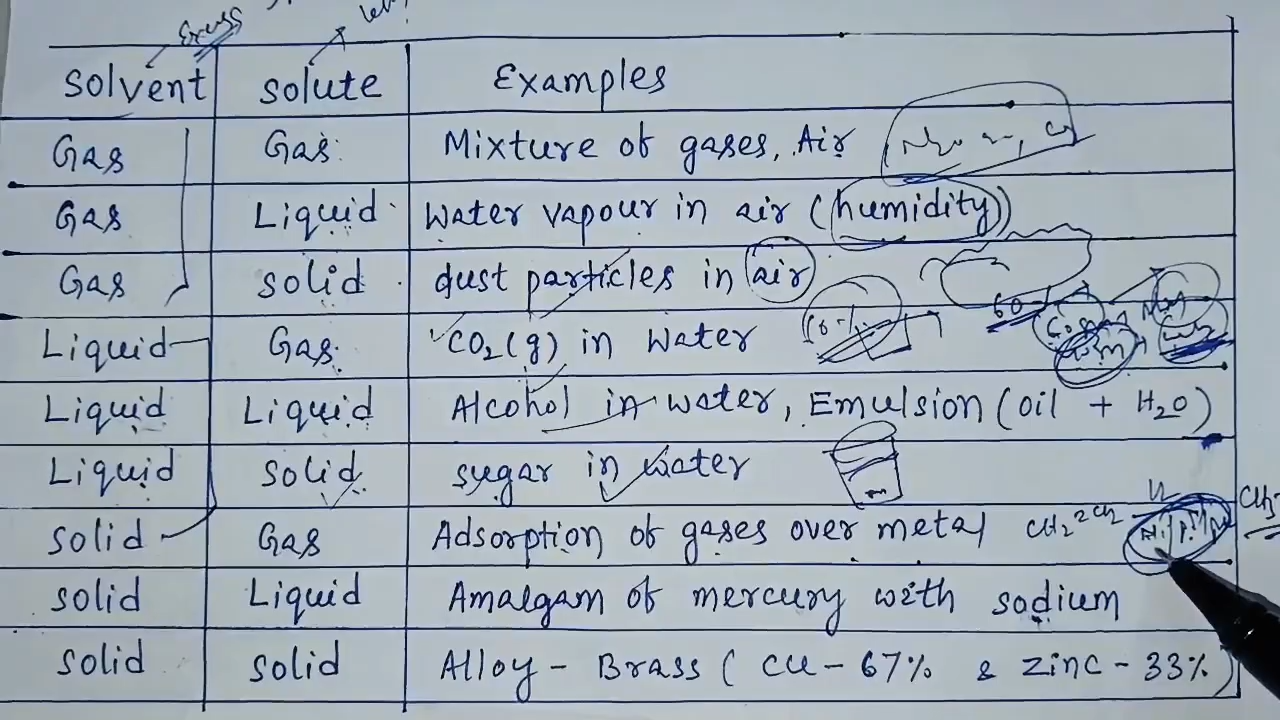 Excess
Solvent Solute Examples
Gas Gas Mixture of gases, Air
Gas Liquid Water vapour in air (humidity)
Gas Solid dust particles in air
Liquid Gas CO₂(g) in Water
Liquid Liquid Alcohol in water, Emulsion (oil + H₂O)
Liquid Solid sugar in water
Solid Gas Adsorption of gases over metal CH₂ = CH₂
Solid Liquid Amalgam of mercury with sodium
Solid Solid Alloy - Brass ( CU - 67% & Zinc - 33% )